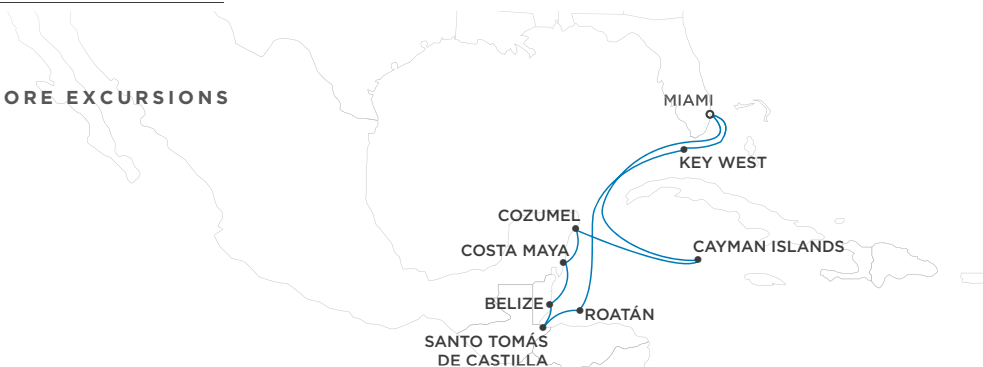 ORE EXCURSIONS
MIAMI
KEY WEST
COZUMEL
CAYMAN ISLANDS
COSTA MAYA
BELIZE
ROATÁN
SANTO TOMÁS
DE CASTILLA